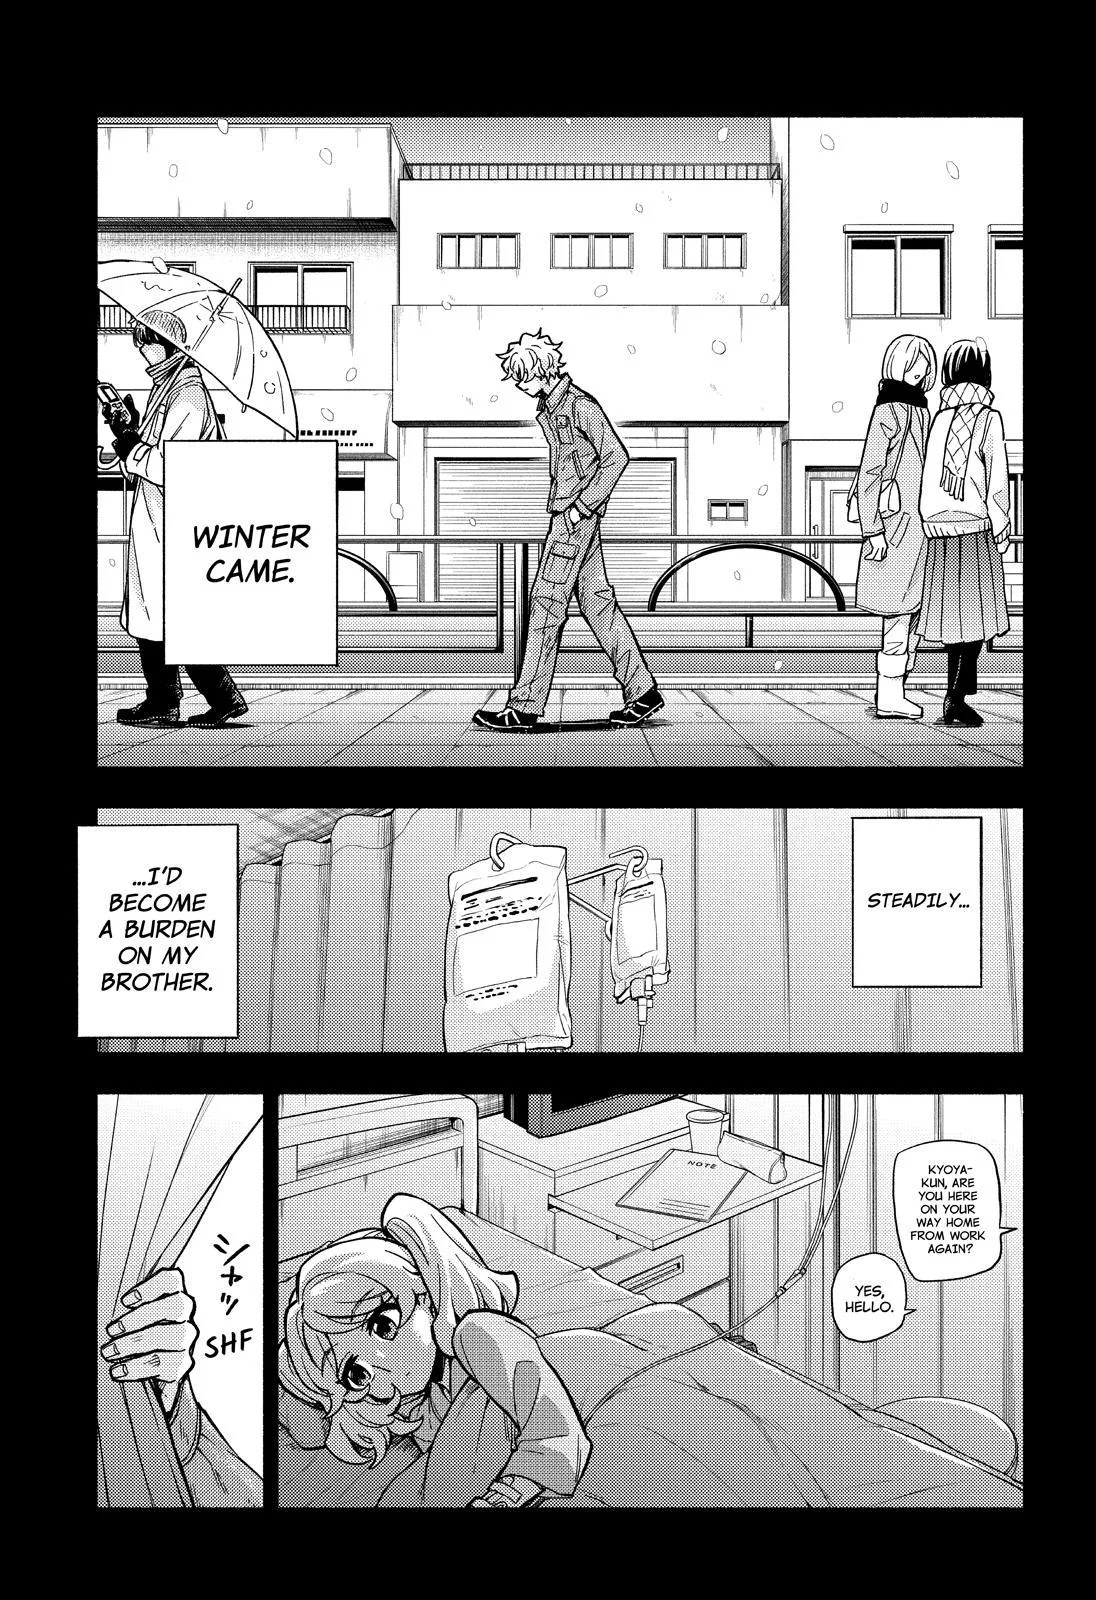 WINTER
CAME.
STEADILY...
...I'D
BECOME
A BURDEN
ON MY
BROTHER.
KYOYA-
KUN, ARE
YOU HERE
ON YOUR
WAY HOME
FROM WORK
AGAIN?
YES,
HELLO.
NOTE
シャッ
SHF